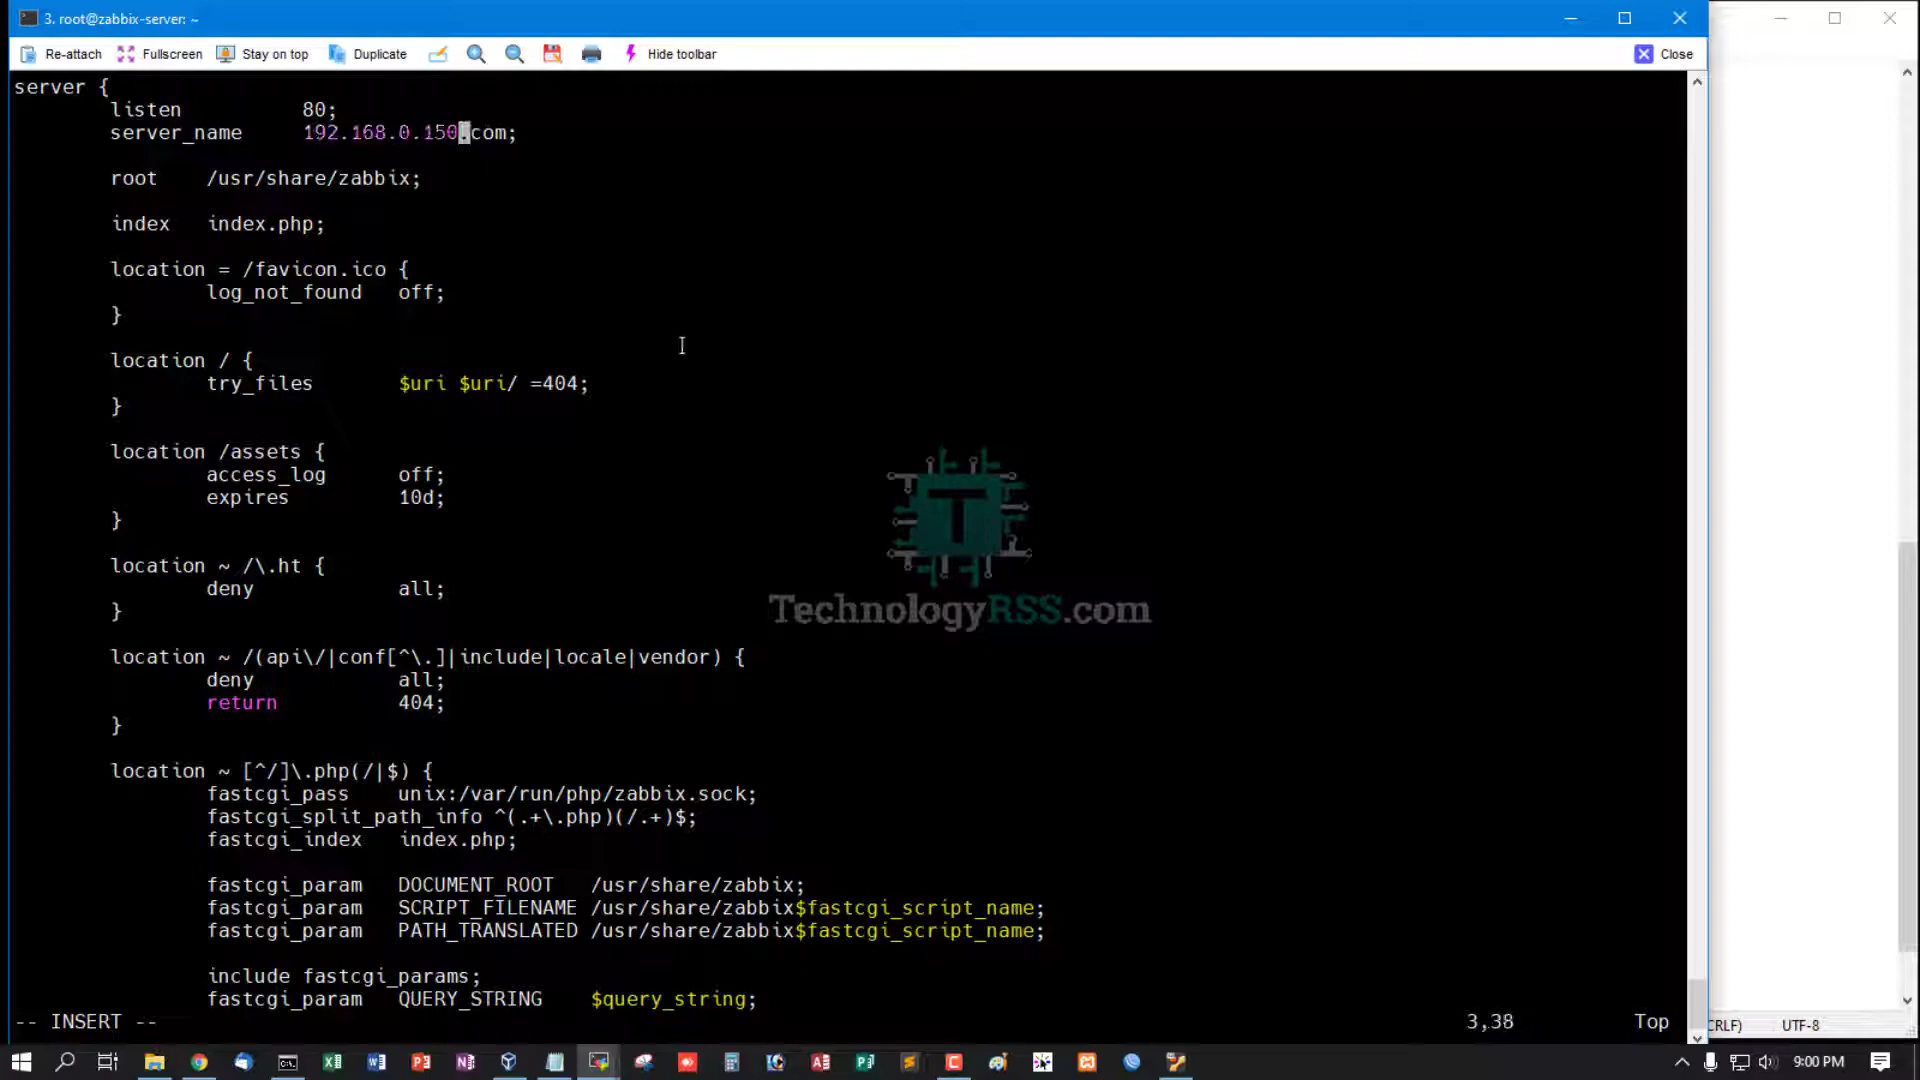 3. root@zabbix-server: ~
Re-attach Fullscreen Stay on top Duplicate Hide toolbar Close
server {
listen 80;
server_name 192.168.0.150.com;
root /usr/share/zabbix;
index index.php;
location = /favicon.ico {
log_not_found off;
}
location / {
try_files $uri $uri/ =404;
}
location /assets {
access_log off;
expires 10d;
}
location ~ /\.ht {
deny all;
}
location ~ /(api\/|conf[^\.]|include|locale|vendor) {
deny all;
return 404;
}
location ~ [^/]\.php(/|$) {
fastcgi_pass unix:/var/run/php/zabbix.sock;
fastcgi_split_path_info ^(.+\.php)(/.+)$;
fastcgi_index index.php;
fastcgi_param DOCUMENT_ROOT /usr/share/zabbix;
fastcgi_param SCRIPT_FILENAME /usr/share/zabbix$fastcgi_script_name;
fastcgi_param PATH_TRANSLATED /usr/share/zabbix$fastcgi_script_name;
include fastcgi_params;
fastcgi_param QUERY_STRING $query_string;
-- INSERT -- 3,38 Top
TechnologyRSS.com
CRLF) UTF-8
9:00 PM